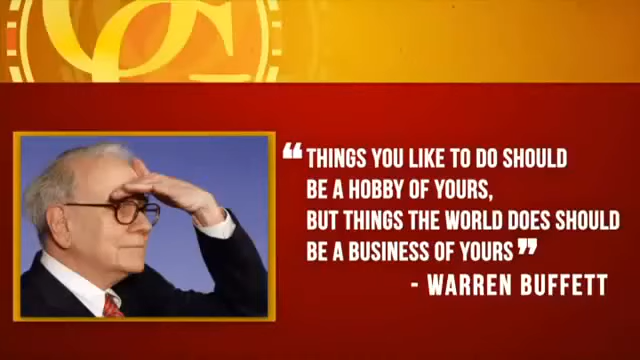 “THINGS YOU LIKE TO DO SHOULD
BE A HOBBY OF YOURS,
BUT THINGS THE WORLD DOES SHOULD
BE A BUSINESS OF YOURS”
- WARREN BUFFETT